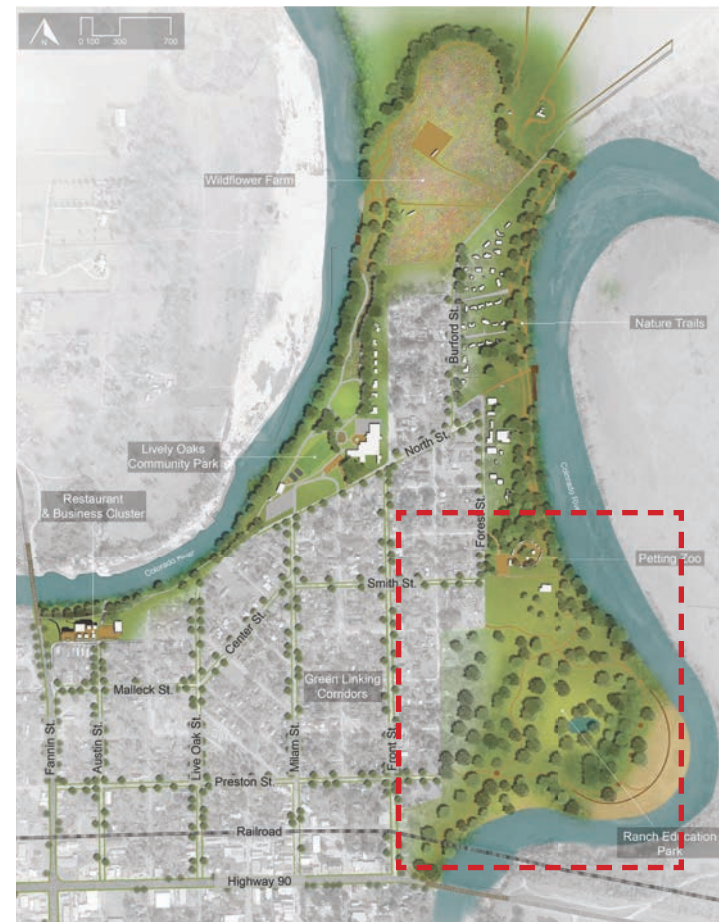 N
0 100 300 700
Wildflower Farm
Burford St.
Nature Trails
Lively Oaks
Community Park
North St.
Restaurant
& Business Cluster
Forest St.
Colorado River
Colorado River
Petting Zoo
Smith St.
Center St.
Green Linking
Corridors
Malleck St.
Fannin St.
Austin St.
Live Oak St.
Milam St.
Front St.
Preston St.
Railroad
Ranch Education
Park
Highway 90